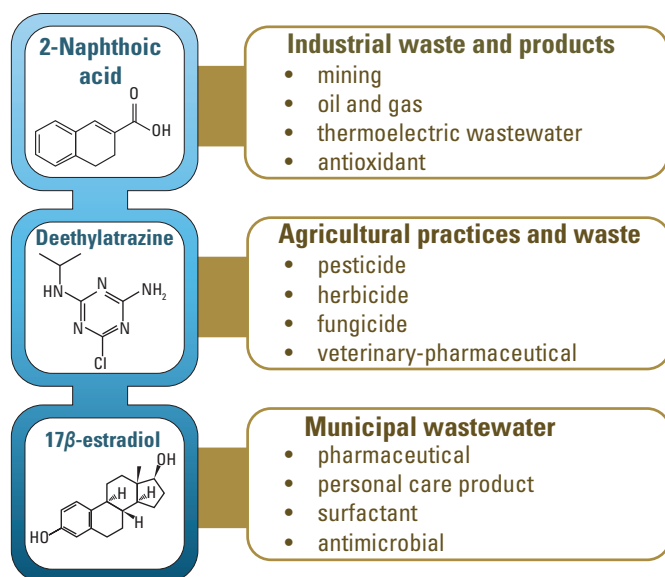 2-Naphthoic
acid
O
OH
Industrial waste and products
• mining
• oil and gas
• thermoelectric wastewater
• antioxidant
Deethylatrazine
HN
N
NH₂
N
N
Cl
Agricultural practices and waste
• pesticide
• herbicide
• fungicide
• veterinary-pharmaceutical
17β-estradiol
OH
H
H
H
HO
Municipal wastewater
• pharmaceutical
• personal care product
• surfactant
• antimicrobial